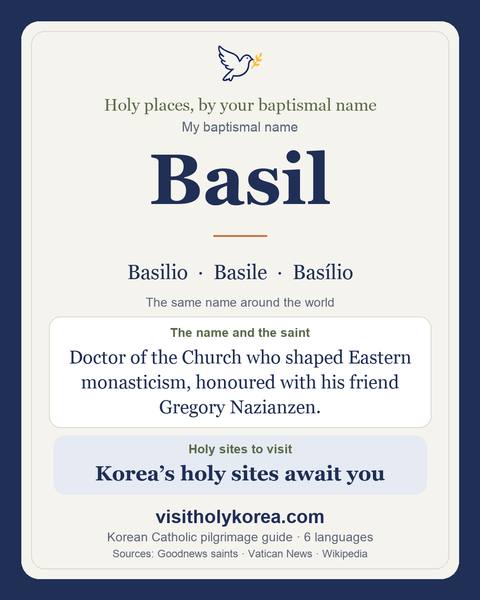 Holy places, by your baptismal name
My baptismal name
Basil
Basilio · Basile · Basílio
The same name around the world
The name and the saint
Doctor of the Church who shaped Eastern
monasticism, honoured with his friend
Gregory Nazianzen.
Holy sites to visit
Korea’s holy sites await you
visitholykorea.com
Korean Catholic pilgrimage guide · 6 languages
Sources: Goodnews saints · Vatican News · Wikipedia